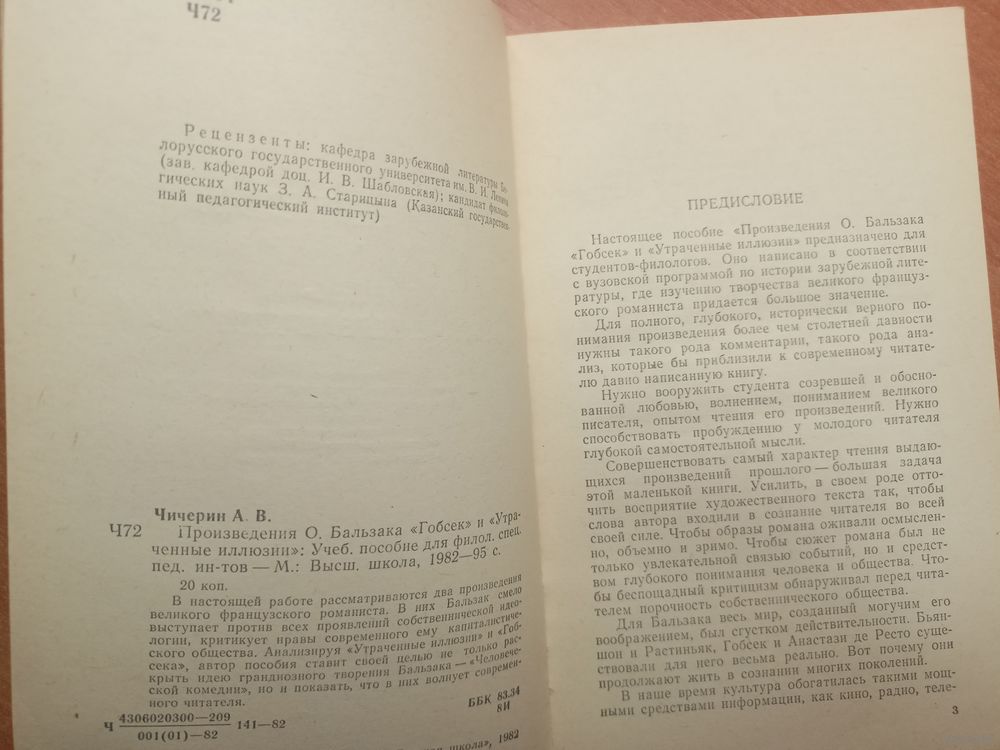 Ч72
Рецензенты: кафедра зарубежной литературы Бе-
лорусского государственного университета им. В. И. Ленина
(зав. кафедрой доц. И. В. Шабловская); кандидат филоло-
гических наук З. А. Старицына (Казанский государствен-
ный педагогический институт)
Чичерин А. В.
Ч72 Произведения О. Бальзака «Гобсек» и «Утра-
ченные иллюзии»: Учеб. пособие для филол. спец.
пед. ин-тов — М.: Высш. школа, 1982—95 с.
20 коп.
В настоящей работе рассматриваются два произведения
великого французского романиста. В них Бальзак смело
выступает против всех проявлений собственнической идео-
логии, критикует нравы современного ему капиталистиче-
ского общества. Анализируя «Утраченные иллюзии» и «Гоб-
сека», автор пособия ставит своей целью не только рас-
крыть идею грандиозного творения Бальзака — «Человече-
ской комедии», но и показать, что в них волнует современ-
ного читателя.
Ч 4306020300—209
001(01)—82 141—82
ББК 83.34
8И
школа», 1982
ПРЕДИСЛОВИЕ
Настоящее пособие «Произведения О. Бальзака
«Гобсек» и «Утраченные иллюзии» предназначено для
студентов-филологов. Оно написано в соответствии
с вузовской программой по истории зарубежной лите-
ратуры, где изучению творчества великого француз-
ского романиста придается большое значение.
Для полного, глубокого, исторически верного по-
нимания произведения более чем столетней давности
нужны такого рода комментарии, такого рода ана-
лиз, которые бы приблизили к современному читате-
лю давно написанную книгу.
Нужно вооружить студента созревшей и обосно-
ванной любовью, волнением, пониманием великого
писателя, опытом чтения его произведений. Нужно
способствовать пробуждению у молодого читателя
глубокой самостоятельной мысли.
Совершенствовать самый характер чтения выдаю-
щихся произведений прошлого — большая задача
этой маленькой книги. Усилить, в своем роде отто-
чить восприятие художественного текста так, чтобы
слова автора входили в сознание читателя во всей
своей силе. Чтобы образы романа оживали осмыслен-
но, объемно и зримо. Чтобы сюжет романа был не
только увлекательной связью событий, но и средст-
вом глубокого понимания человека и общества. Что-
бы беспощадный критицизм обнаруживал перед чита-
телем порочность собственнического общества.
Для Бальзака весь мир, созданный могучим его
воображением, был сгустком действительности. Бьян-
шон и Растиньяк, Гобсек и Анастази де Ресто суще-
ствовали для него весьма реально. Вот почему они
продолжают жить в сознании многих поколений.
В наше время культура обогатилась такими мощ-
ными средствами информации, как кино, радио, теле-
3